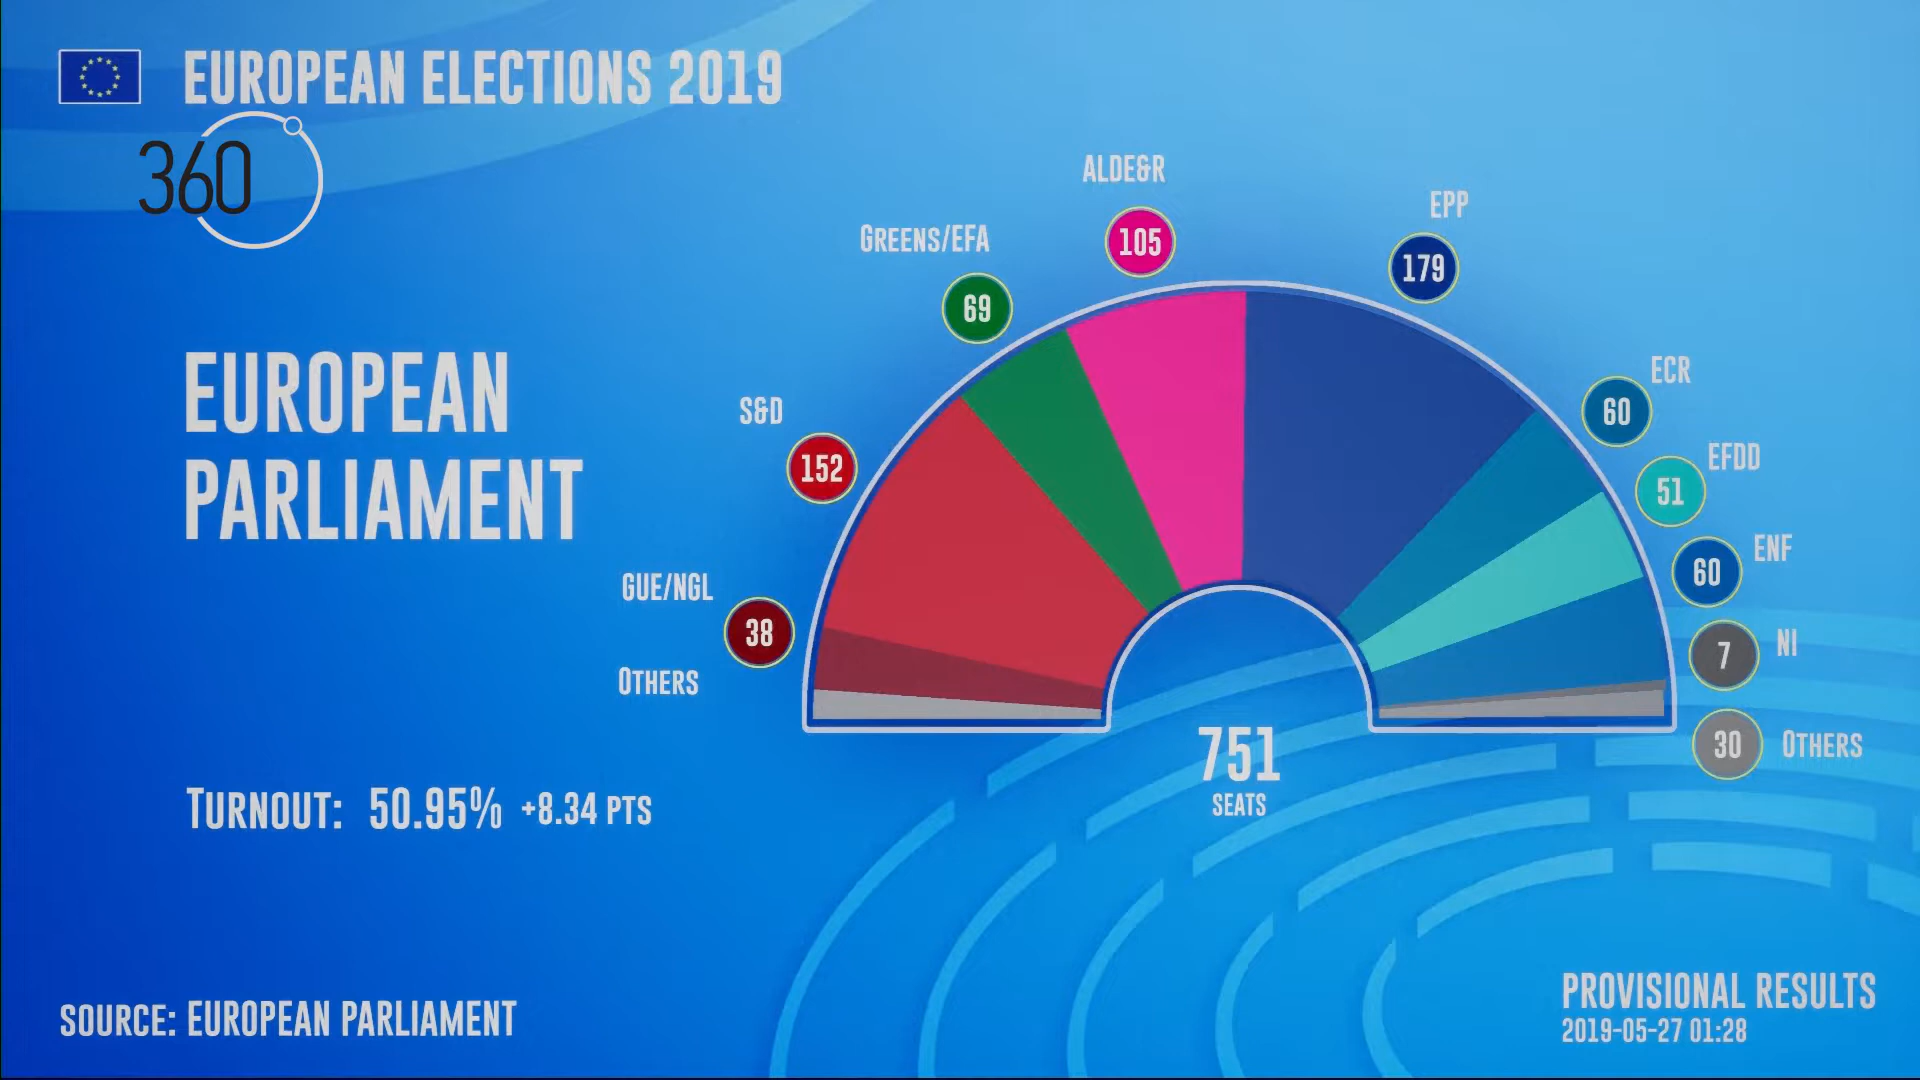 EUROPEAN ELECTIONS 2019
360
ALDE&R
105
EPP
179
GREENS/EFA
69
EUROPEAN
PARLIAMENT
ECR
60
S&D
152
EFDD
51
ENF
60
GUE/NGL
38
NI
7
OTHERS
OTHERS
30
751
SEATS
TURNOUT: 50.95% +8.34 PTS
SOURCE: EUROPEAN PARLIAMENT
PROVISIONAL RESULTS
2019-05-27 01:28